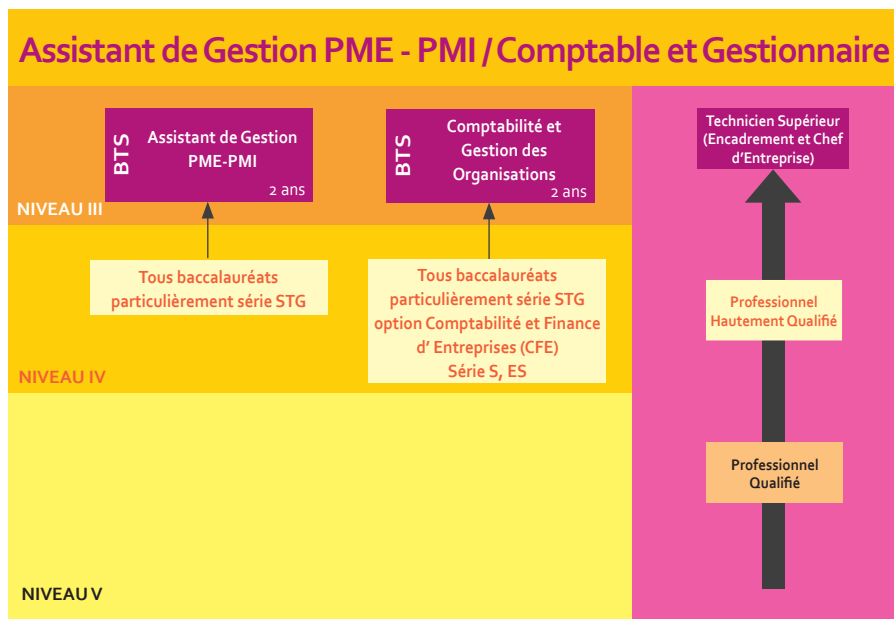 Assistant de Gestion PME - PMI / Comptable et Gestionnaire
BTS
Assistant de Gestion
PME-PMI
2 ans
BTS
Comptabilité et
Gestion des
Organisations
2 ans
Technicien Supérieur
(Encadrement et Chef
d'Entreprise)
NIVEAU III
Tous baccalauréats
particulièrement série STG
Tous baccalauréats
particulièrement série STG
option Comptabilité et Finance
d' Entreprises (CFE)
Série S, ES
Professionnel
Hautement Qualifié
NIVEAU IV
Professionnel
Qualifié
NIVEAU V